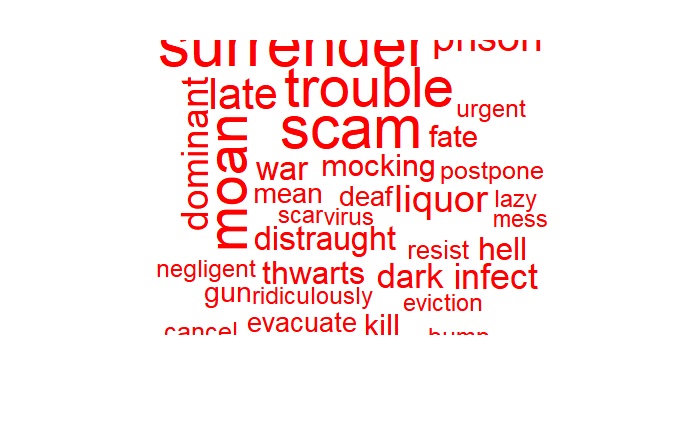 surrender prison
late trouble
dominant
urgent
moan
scam fate
war mocking postpone
mean deaf liquor lazy
scar virus mess
distraught resist hell
negligent thwarts dark infect
gun ridiculously eviction
cancel evacuate kill bump